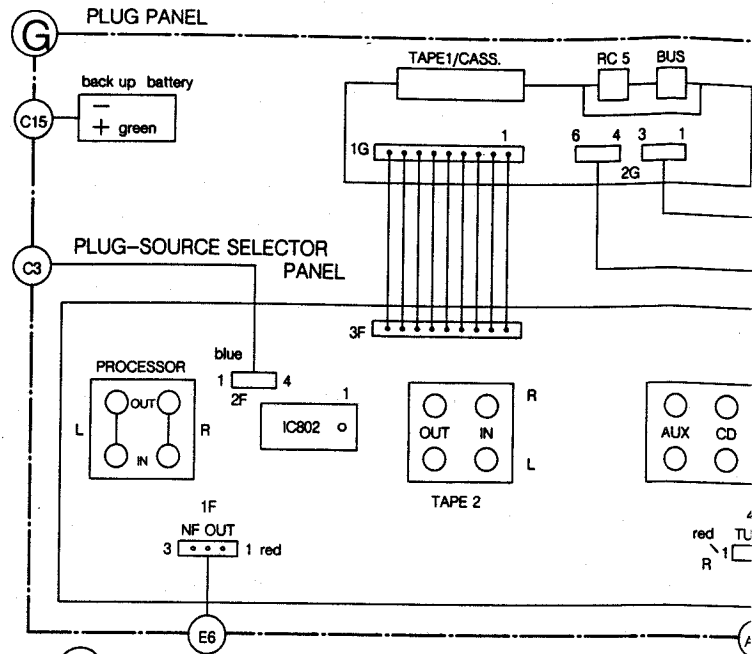 G PLUG PANEL
TAPE1/CASS. RC 5 BUS
back up battery
C15 − + green
1G 1 6 4 3 1
2G
PLUG–SOURCE SELECTOR
PANEL
C3
3F
blue
PROCESSOR 1 4
2F 1
OUT IC802 R
L R OUT IN AUX CD
IN L
TAPE 2
1F
NF OUT
3 1 red
red
R 1
E6